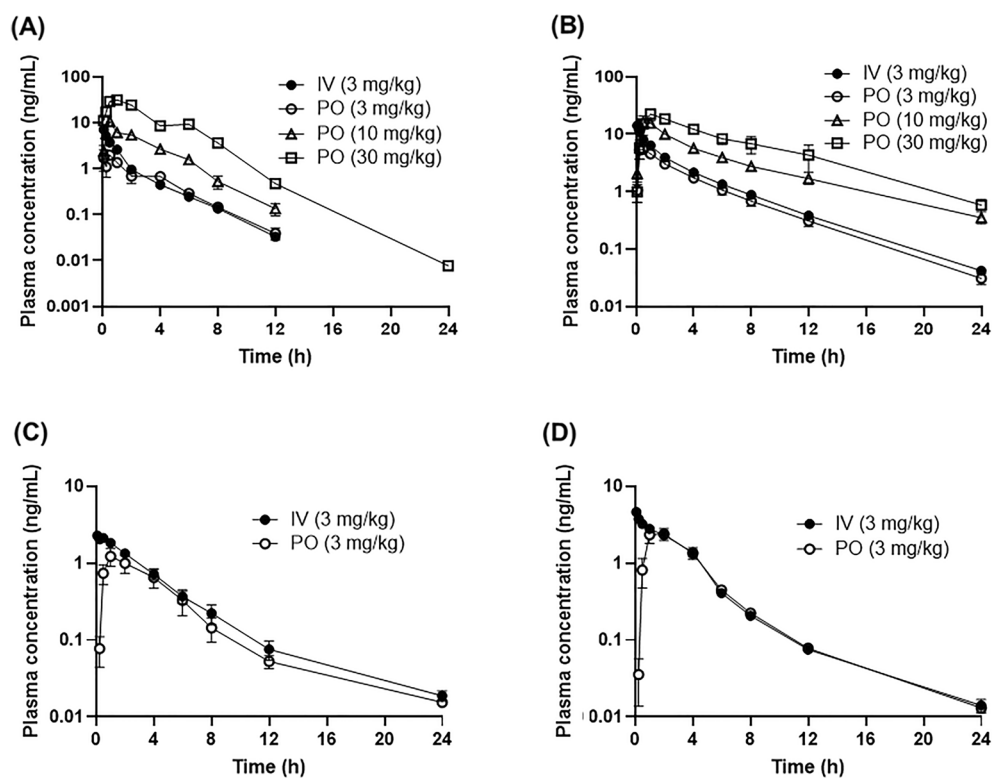 (A)
Plasma concentration (ng/mL)
100
10
1
0.1
0.01
0.001
0 4 8 12 16 20 24
Time (h)
IV (3 mg/kg)
PO (3 mg/kg)
PO (10 mg/kg)
PO (30 mg/kg)
(B)
Plasma concentration (ng/mL)
100
10
1
0.1
0.01
0 4 8 12 16 20 24
Time (h)
IV (3 mg/kg)
PO (3 mg/kg)
PO (10 mg/kg)
PO (30 mg/kg)
(C)
Plasma concentration (ng/mL)
10
1
0.1
0.01
0 4 8 12 16 20 24
Time (h)
IV (3 mg/kg)
PO (3 mg/kg)
(D)
Plasma concentration (ng/mL)
10
1
0.1
0.01
0 4 8 12 16 20 24
Time (h)
IV (3 mg/kg)
PO (3 mg/kg)